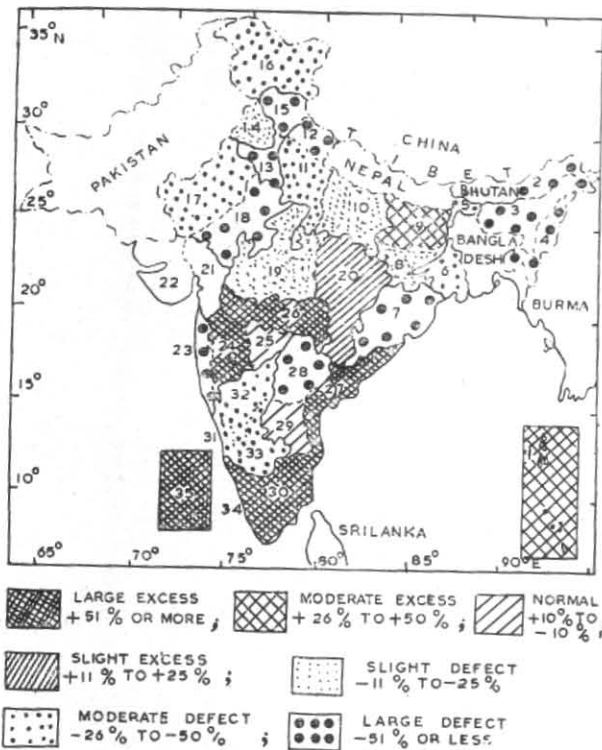 35°N
16
15
30°
14
12
CHINA
T I B E T
13
11
NEPAL
PAKISTAN
BHUTAN
2
17
10
5
3
25°
18
9
BANGLA
DESH
4
8
6
22
21
19
20
20°
BURMA
7
26
23
24
25
28
15°
32
27
29
31
33
10°
35
30
34
SRILANKA
65°
70°
75°
85°
90°E
LARGE EXCESS
+51% OR MORE;
MODERATE EXCESS
+26% TO +50%;
NORMAL
+10% TO
-10%;
SLIGHT EXCESS
+11% TO +25%;
SLIGHT DEFECT
-11% TO -25%
MODERATE DEFECT
-26% TO -50%;
LARGE DEFECT
-51% OR LESS